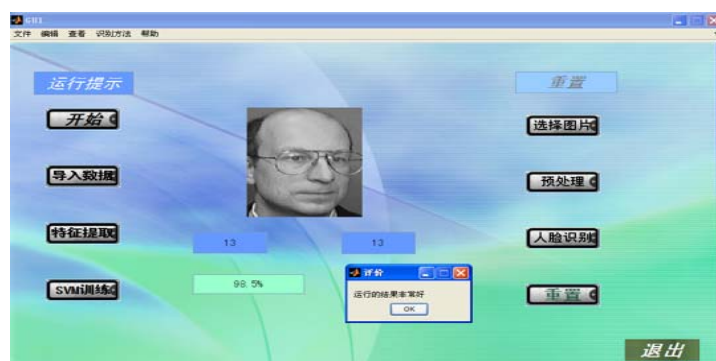 GUI
文件 编辑 查看 识别方法 帮助
运行提示
重置
开始
选择图片
导入数据
预处理
特征提取
人脸识别
13 13
SVM训练
98.5%
评价
运行的结果非常好
OK
重置
退出